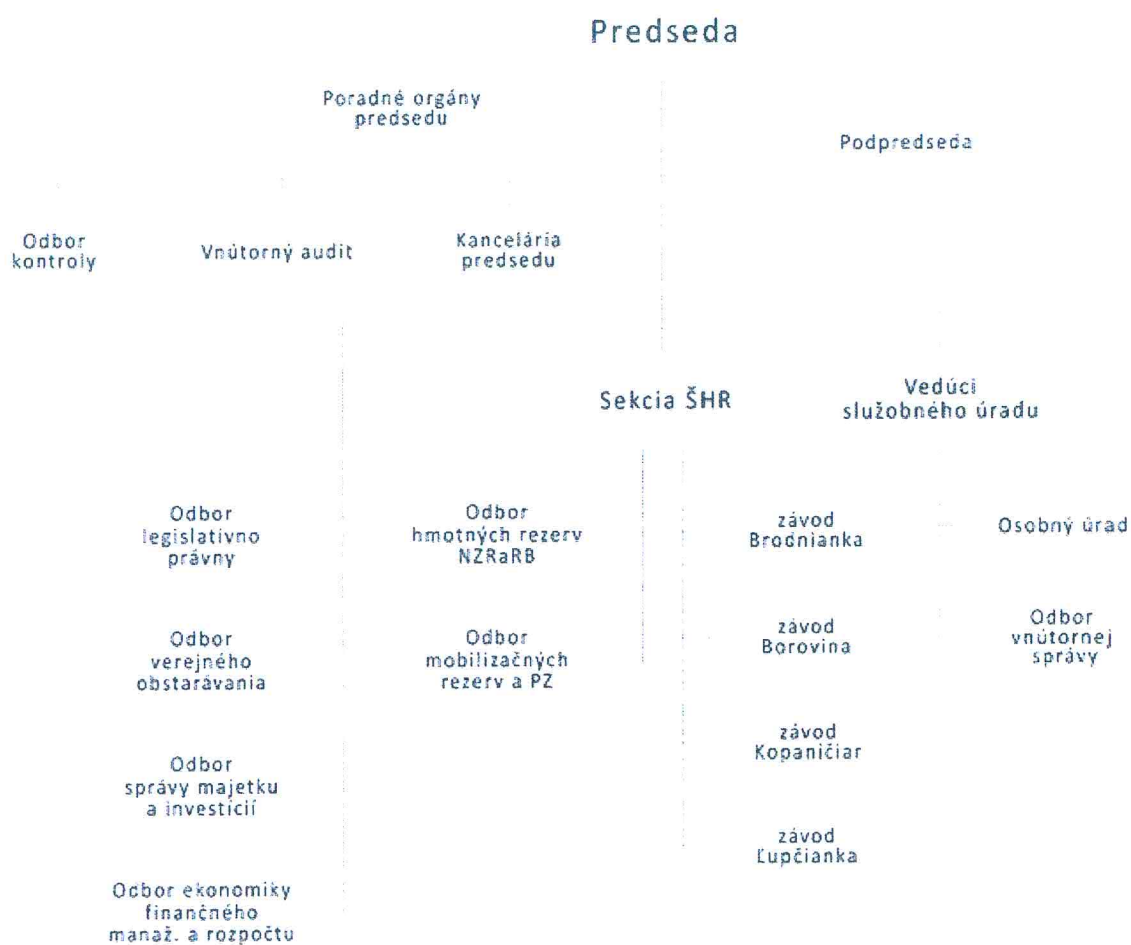 Predseda
Poradné orgány
predsedu
Podpredseda
Odbor
kontroly
Vnútorný audit
Kancelária
predsedu
Sekcia ŠHR
Vedúci
služobného úradu
Odbor
legislatívno
právny
Odbor
hmotných rezerv
NZRaRB
závod
Brodnianka
Osobný úrad
Odbor
verejného
obstarávania
Odbor
mobilizačných
rezerv a PZ
závod
Borovina
Odbor
vnútornej
správy
Odbor
správy majetku
a investícií
závod
Kopaničiar
závod
Ľupčianka
Odbor ekonomiky
finančného
manaž. a rozpočtu